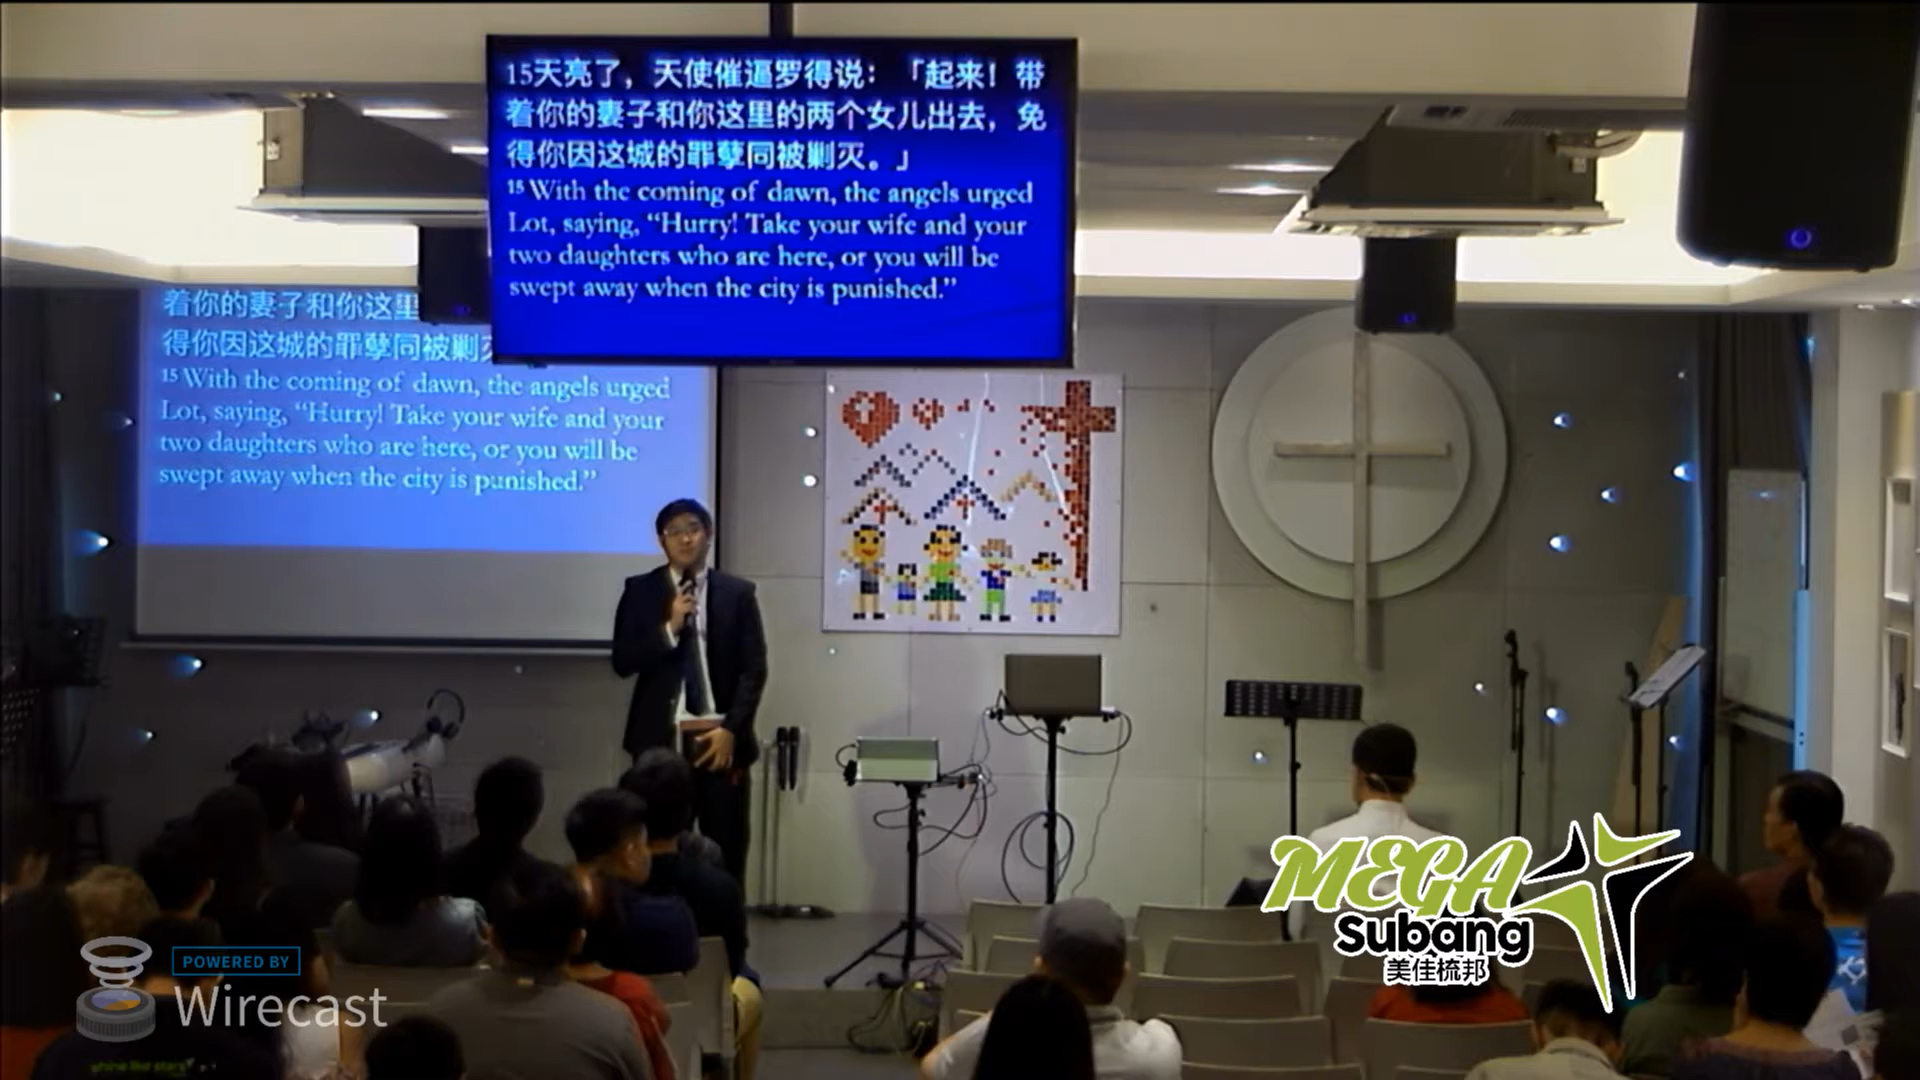 15天亮了，天使催逼罗得说：「起来！带
着你的妻子和你这里的两个女儿出去，免
得你因这城的罪孽同被剿灭。」
15 With the coming of dawn, the angels urged
Lot, saying, “Hurry! Take your wife and your
two daughters who are here, or you will be
swept away when the city is punished.”
着你的妻子和你这里
得你因这城的罪孽同被剿灭
15 With the coming of dawn, the angels urged
Lot, saying, “Hurry! Take your wife and your
two daughters who are here, or you will be
swept away when the city is punished.”
MEGA
Subang
美佳梳邦
POWERED BY
Wirecast
shine like stars